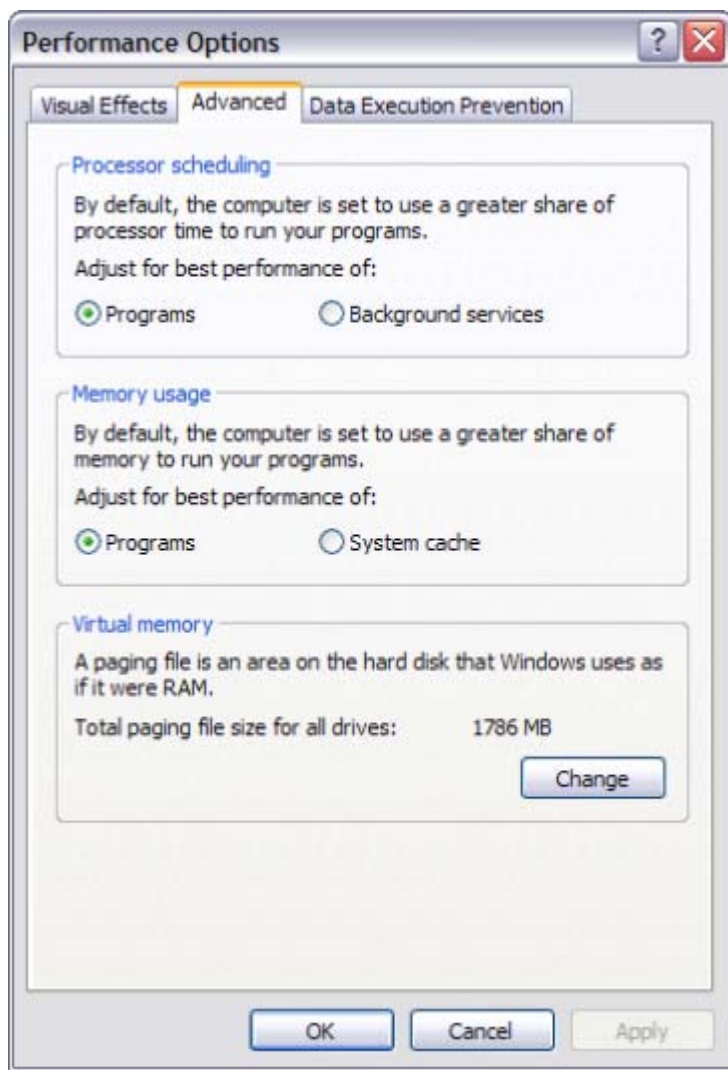 Performance Options
?
Visual Effects
Advanced
Data Execution Prevention
Processor scheduling
By default, the computer is set to use a greater share of
processor time to run your programs.
Adjust for best performance of:
Programs
Background services
Memory usage
By default, the computer is set to use a greater share of
memory to run your programs.
Adjust for best performance of:
Programs
System cache
Virtual memory
A paging file is an area on the hard disk that Windows uses as
if it were RAM.
Total paging file size for all drives:
1786 MB
Change
OK
Cancel
Apply